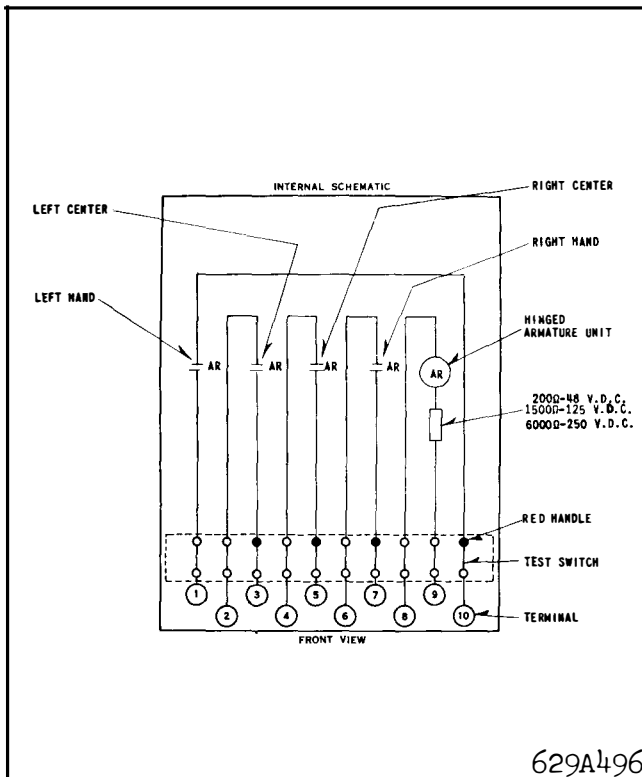 INTERNAL SCHEMATIC
RIGHT CENTER
LEFT CENTER
RIGHT HAND
LEFT HAND
HINGED
ARMATURE UNIT
AR
AR
AR
AR
AR
200Ω-48 V.D.C.
1500Ω-125 V.D.C.
6000Ω-250 V.D.C.
RED HANDLE
TEST SWITCH
1 3 5 7 9
2 4 6 8 10
TERMINAL
FRONT VIEW
629A496